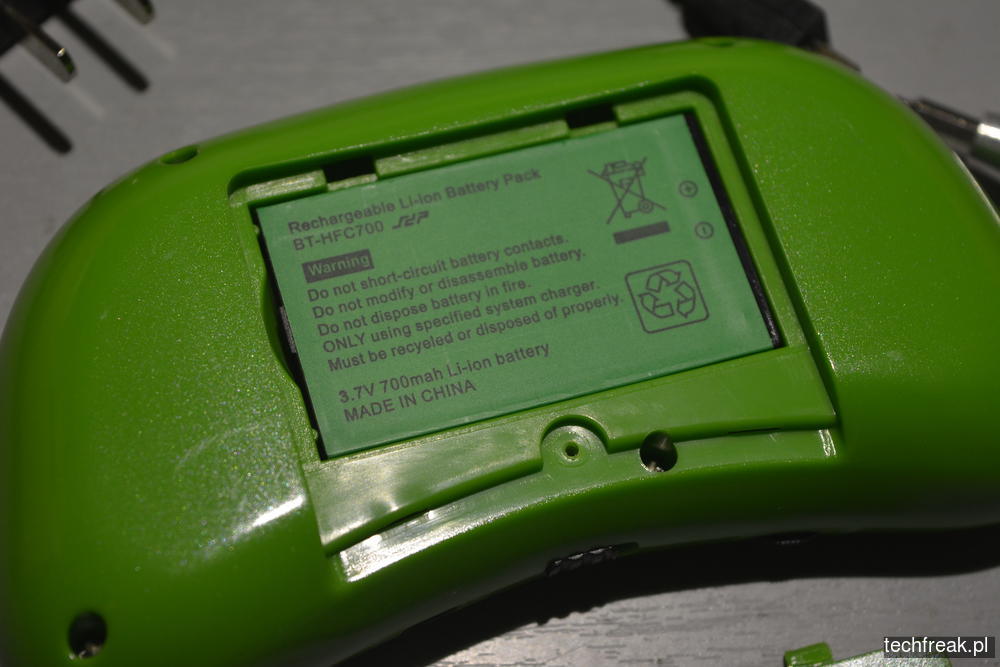 Rechargeable Li-Ion Battery Pack
BT-HFC700
Warning
Do not short-circuit battery contacts.
Do not modify or disassemble battery.
Do not dispose battery in fire.
ONLY using specified system charger.
Must be recycled or disposed of properly.
3.7V 700mah Li-ion battery
MADE IN CHINA
techfreak.pl